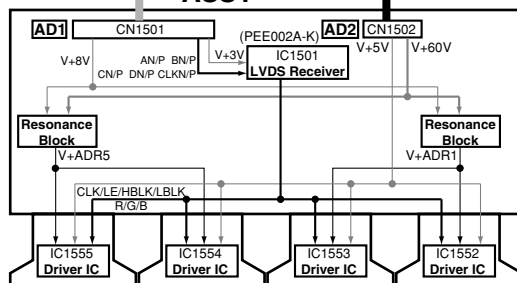 AD1
CN1501
AD2
CN1502
(PEE002A-K)
IC1501
LVDS Receiver
V+8V
AN/P BN/P
CN/P DN/P CLKN/P
V+3V
V+5V
V+60V
Resonance
Block
Resonance
Block
V+ADR5
V+ADR1
CLK/LE/HBLK/LBLK
R/G/B
IC1555
Driver IC
IC1554
Driver IC
IC1553
Driver IC
IC1552
Driver IC